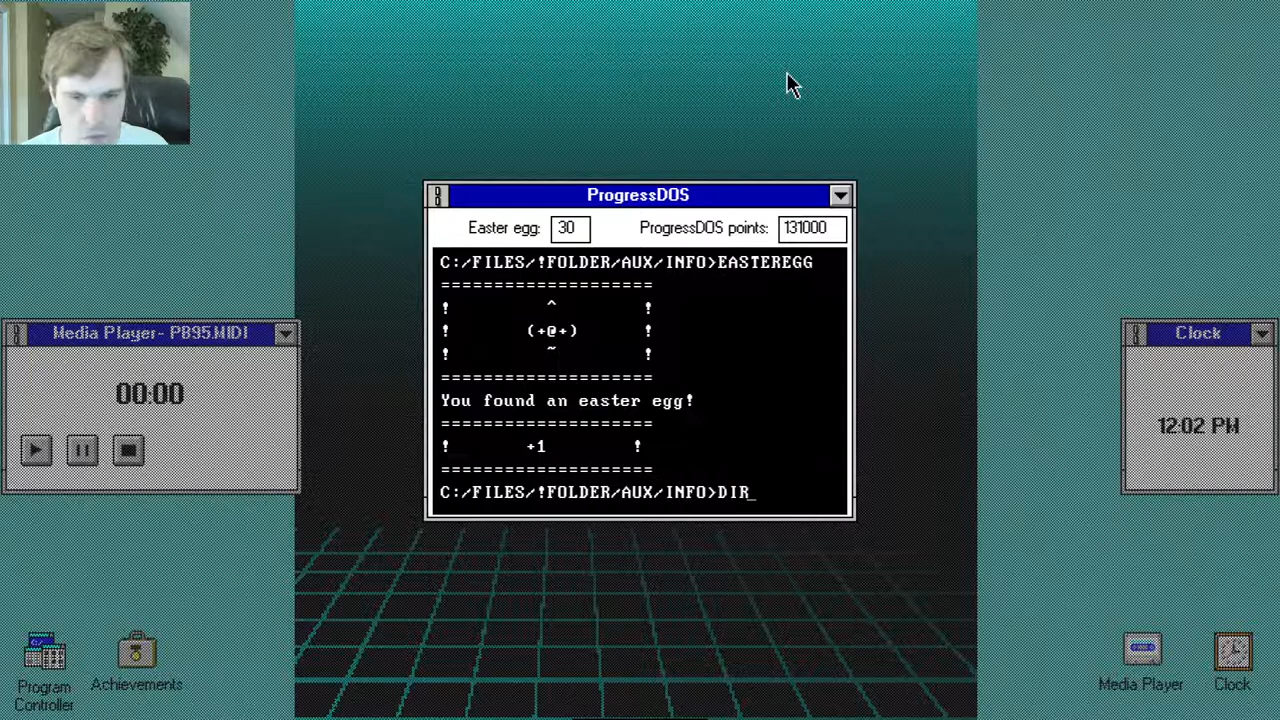 ProgressDOS
Easter egg: 30 ProgressDOS points: 131000
C:/FILES/!FOLDER/AUX/INFO>EASTEREGG
====================
! ^ !
! (+@+) !
! ~ !
====================
You found an easter egg!
====================
! +1 !
====================
C:/FILES/!FOLDER/AUX/INFO>DIR_
Media Player- PB95.MIDI
00:00
Clock
12:02 PM
Program
Controller
Achievements
Media Player
Clock